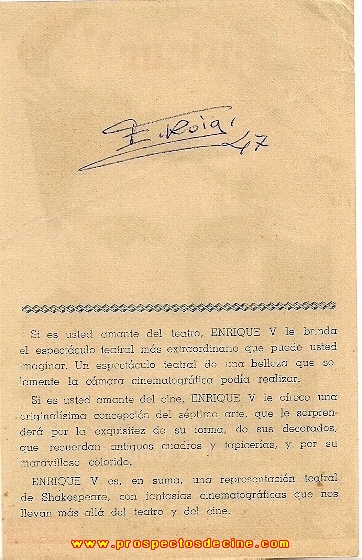 E. Roig,
47
Si es usted amante del teatro, ENRIQUE V le brinda
el espectáculo teatral más extraordinario que puede usted
imaginar. Un espectáculo teatral de una belleza que so-
lamente la cámara cinematográfica podía realizar.
Si es usted amante del cine, ENRIQUE V le ofrece una
originalísima concepción del séptimo arte, que le sorpren-
derá por la exquisitez de su forma, de sus decorados,
que recuerdan antiguos cuadros y tapicerías, y por su
maravilloso colorido.
ENRIQUE V es, en suma, una representación teatral
de Shakespeare, con fantasías cinematográficas que nos
llevan más allá del teatro y del cine.
www.prospectosdecine.com